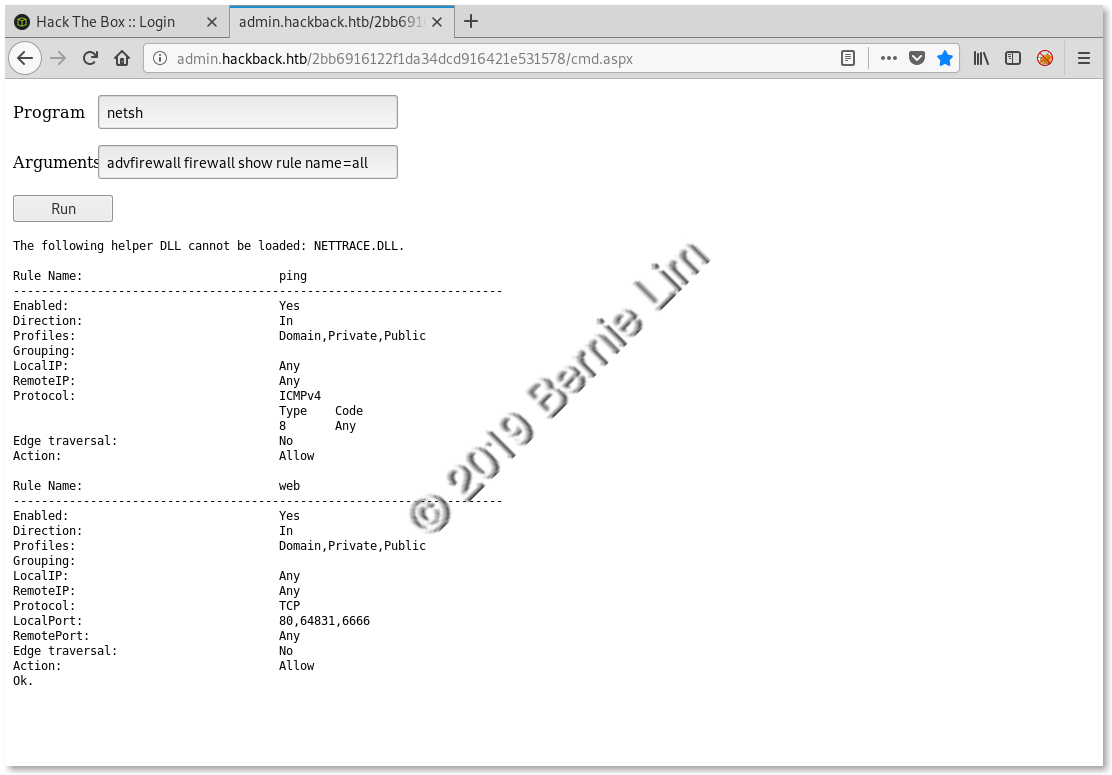 Hack The Box :: Login
admin.hackback.htb/2bb691
admin.hackback.htb/2bb6916122f1da34dcd916421e531578/cmd.aspx
Program netsh
Arguments advfirewall firewall show rule name=all
Run
The following helper DLL cannot be loaded: NETTRACE.DLL.
Rule Name: ping
----------------------------------------------------------------------
Enabled: Yes
Direction: In
Profiles: Domain,Private,Public
Grouping:
LocalIP: Any
RemoteIP: Any
Protocol: ICMPv4
Type Code
8 Any
Edge traversal: No
Action: Allow
Rule Name: web
----------------------------------------------------------------------
Enabled: Yes
Direction: In
Profiles: Domain,Private,Public
Grouping:
LocalIP: Any
RemoteIP: Any
Protocol: TCP
LocalPort: 80,64831,6666
RemotePort: Any
Edge traversal: No
Action: Allow
Ok.
© 2019 Bernie Lim